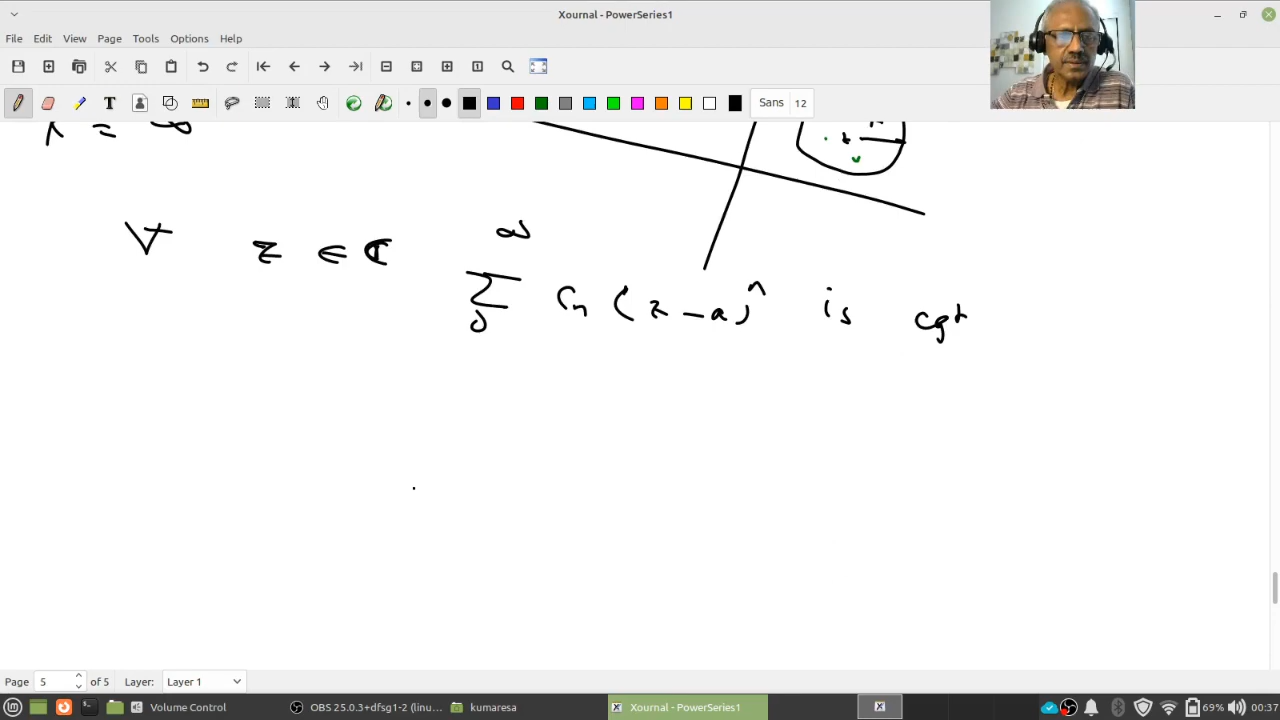 Xournal - PowerSeries1
File Edit View Page Tools Options Help
Sans 12
R = ∞
R
∀ z ∈ ℂ ∑_0^∞ Cn (z - a)^n is cgt
Page 5 of 5 Layer: Layer 1
Volume Control OBS 25.0.3+dfsg1-2 (linu... kumaresa Xournal - PowerSeries1 69% 00:37